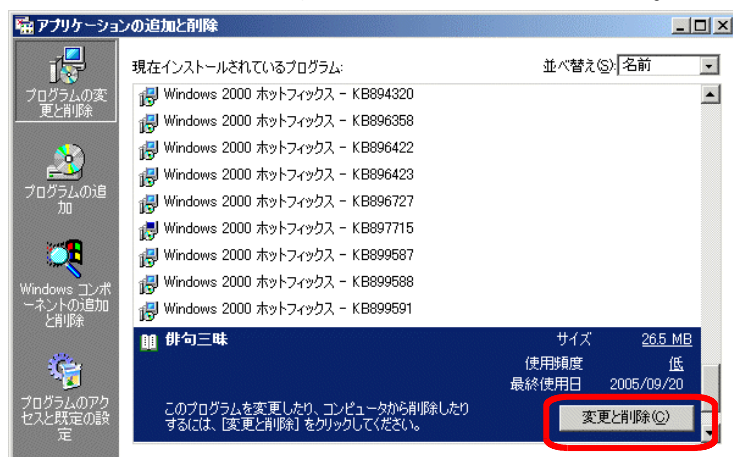 アプリケーションの追加と削除
プログラムの変
更と削除
プログラムの追
加
Windows コンポ
ーネントの追加
と削除
プログラムのアク
セスと既定の設
定
現在インストールされているプログラム:
並べ替え(S): 名前
Windows 2000 ホットフィックス - KB894320
Windows 2000 ホットフィックス - KB896358
Windows 2000 ホットフィックス - KB896422
Windows 2000 ホットフィックス - KB896423
Windows 2000 ホットフィックス - KB896727
Windows 2000 ホットフィックス - KB897715
Windows 2000 ホットフィックス - KB899587
Windows 2000 ホットフィックス - KB899588
Windows 2000 ホットフィックス - KB899591
俳句三昧 サイズ 26.5 MB
使用頻度 低
最終使用日 2005/09/20
このプログラムを変更したり、コンピュータから削除したり
するには、[変更と削除] をクリックしてください。
変更と削除(C)